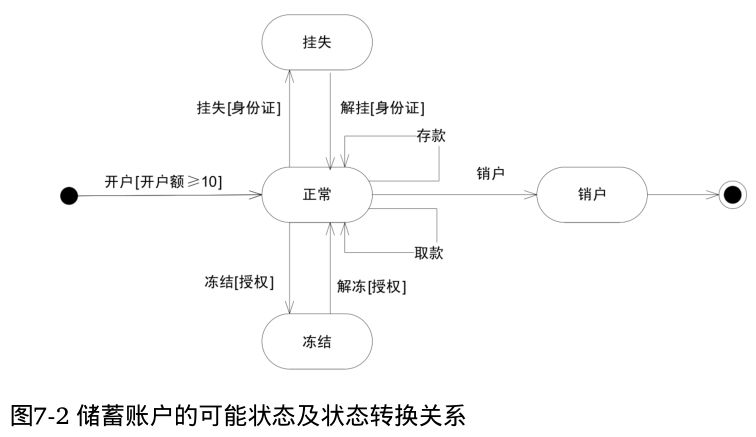 挂失
挂失[身份证]
解挂[身份证]
存款
开户[开户额≥10]
正常
销户
销户
取款
冻结[授权]
解冻[授权]
冻结
图7-2 储蓄账户的可能状态及状态转换关系